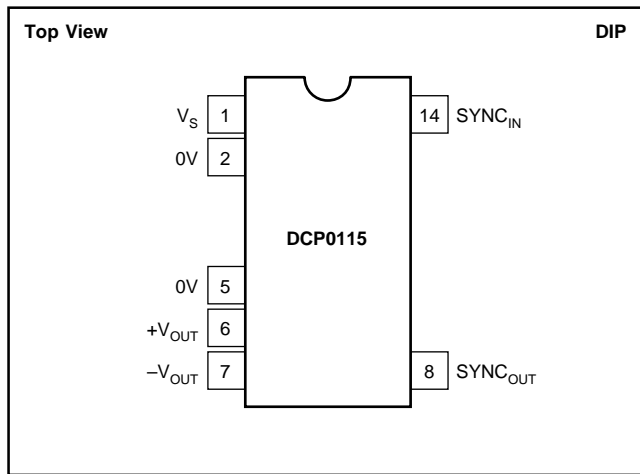 Top View DIP
V_S 1 14 SYNC_IN
0V 2
DCP0115
0V 5
+V_OUT 6
–V_OUT 7 8 SYNC_OUT